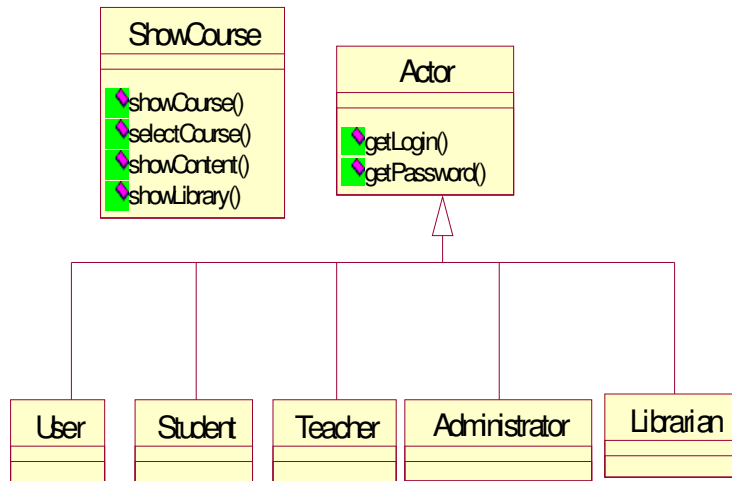 ShowCourse
showCourse()
selectCourse()
showContent()
showLibrary()
Actor
getLogin()
getPassword()
User
Student
Teacher
Administrator
Librarian